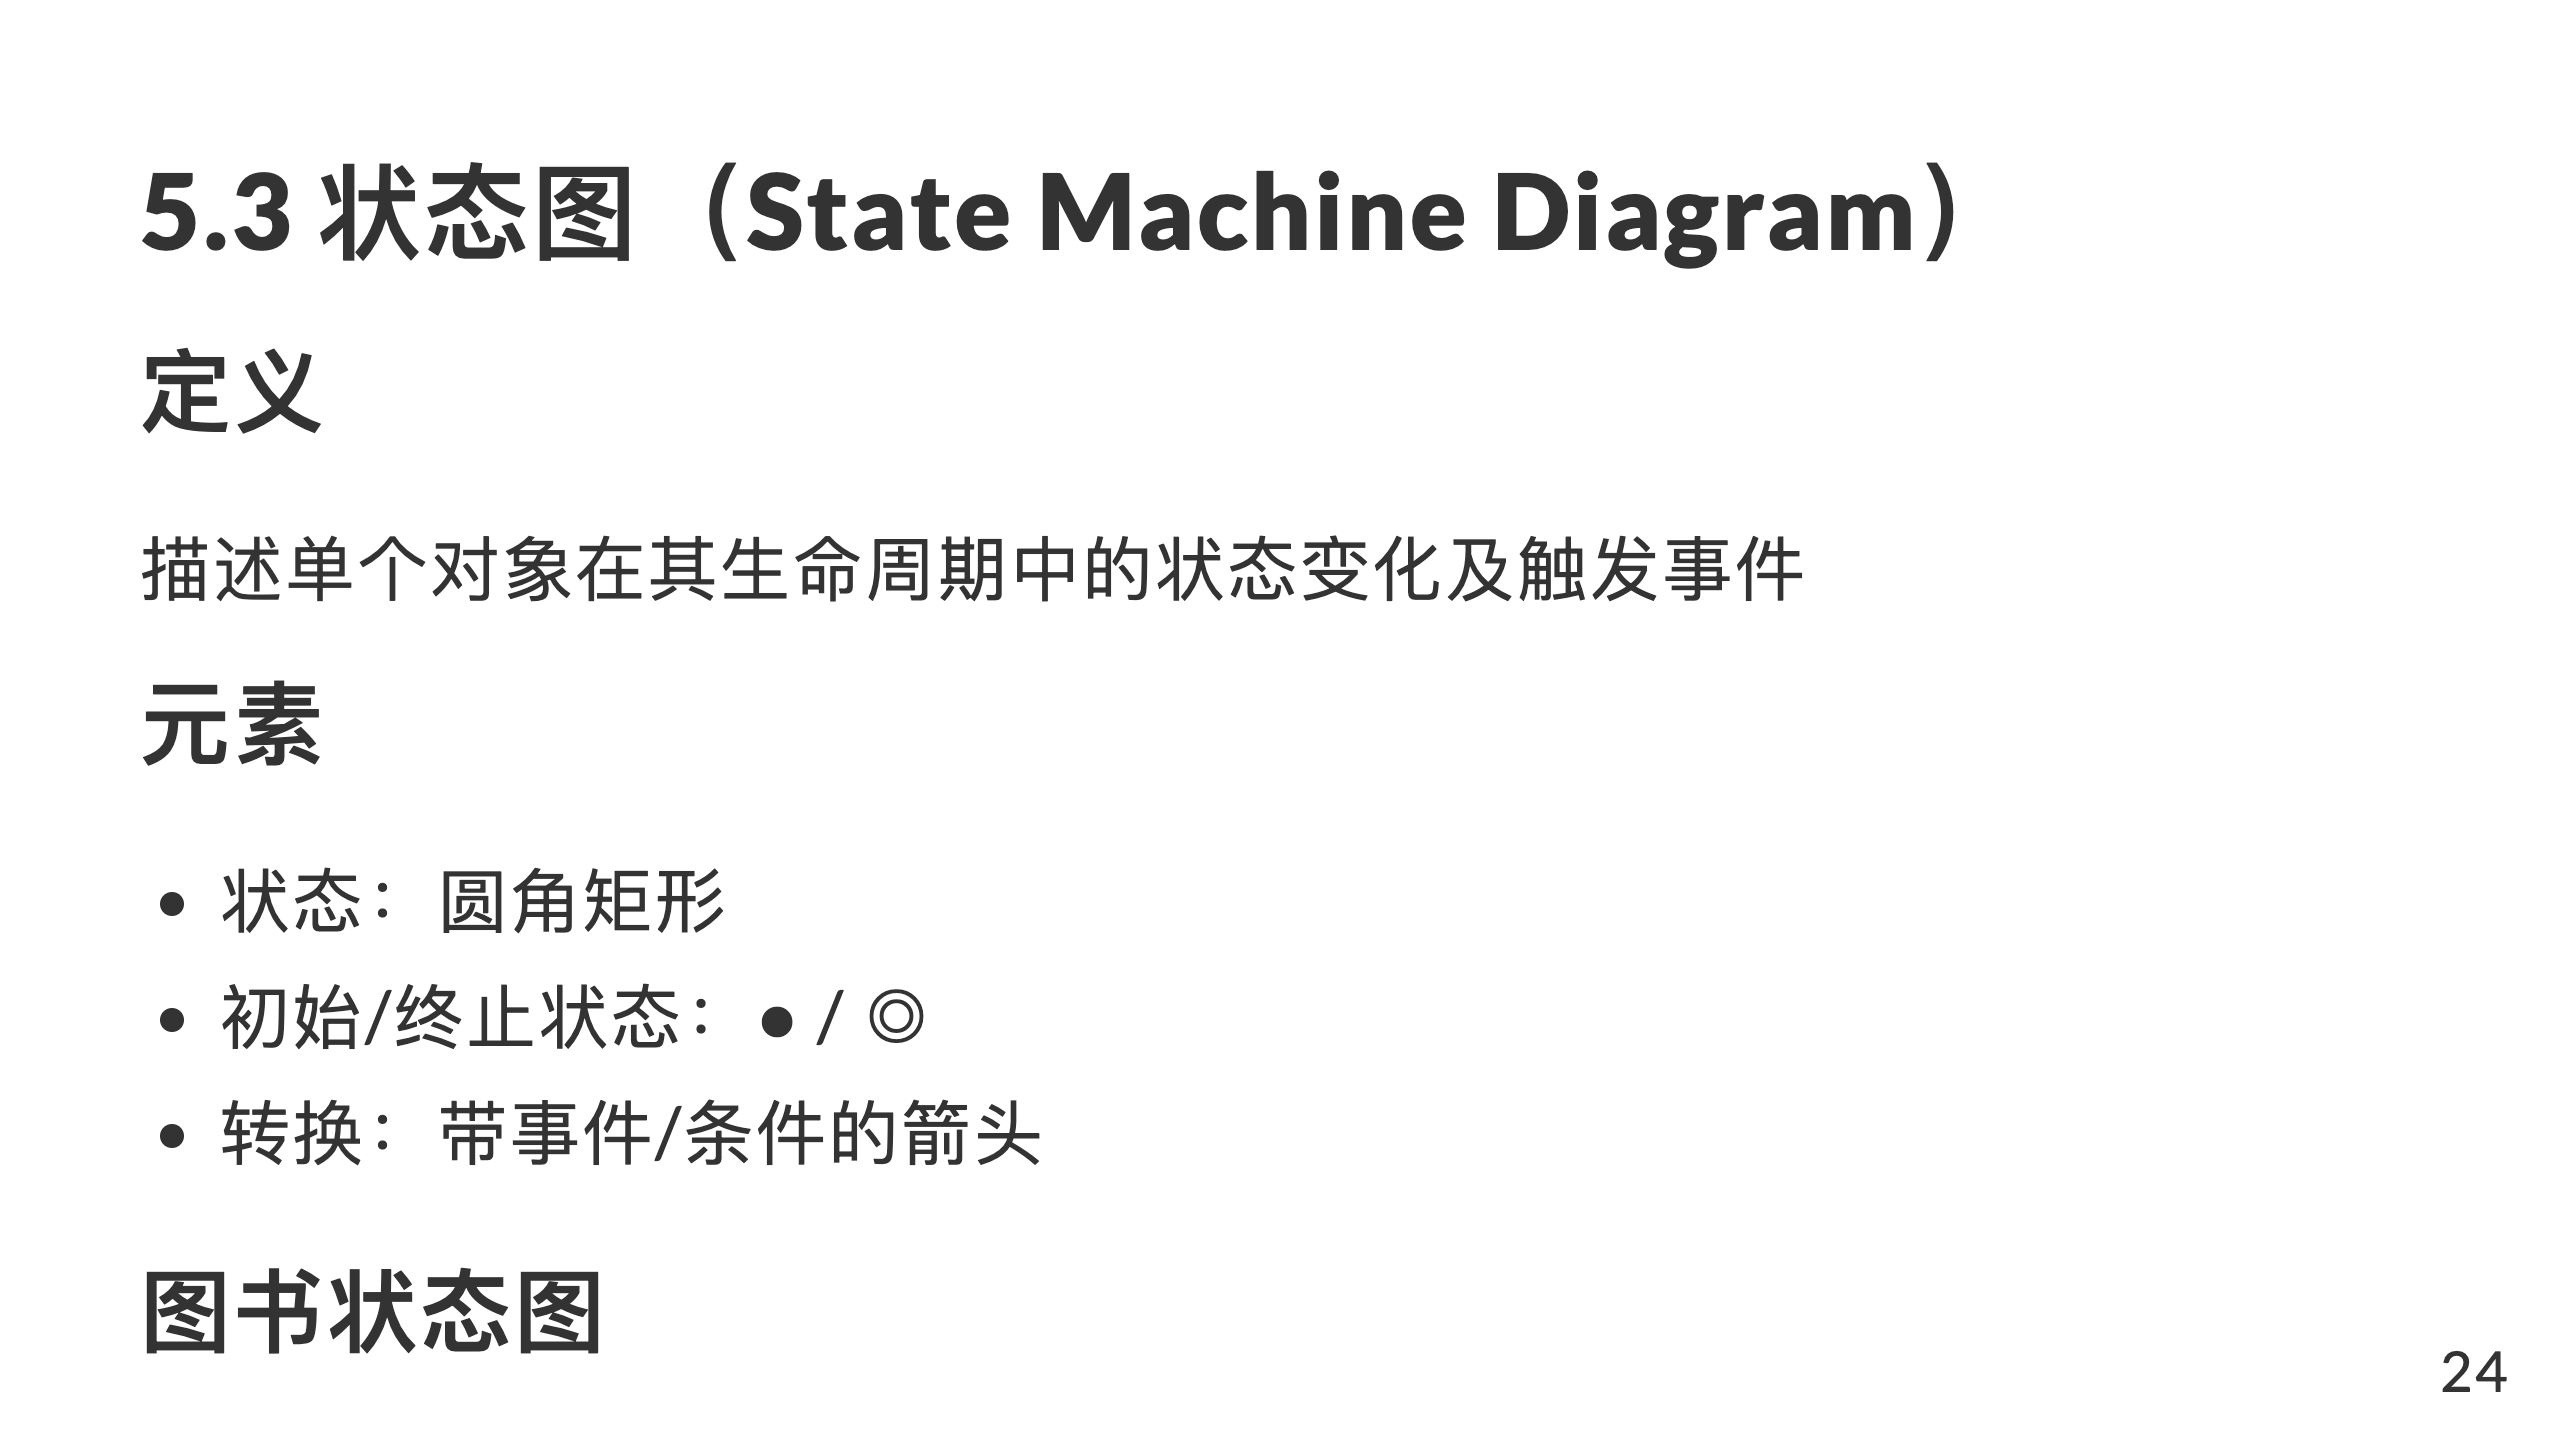 5.3 状态图（State Machine Diagram）
定义
描述单个对象在其生命周期中的状态变化及触发事件
元素
• 状态：圆角矩形
• 初始/终止状态：● / ◎
• 转换：带事件/条件的箭头
图书状态图
24